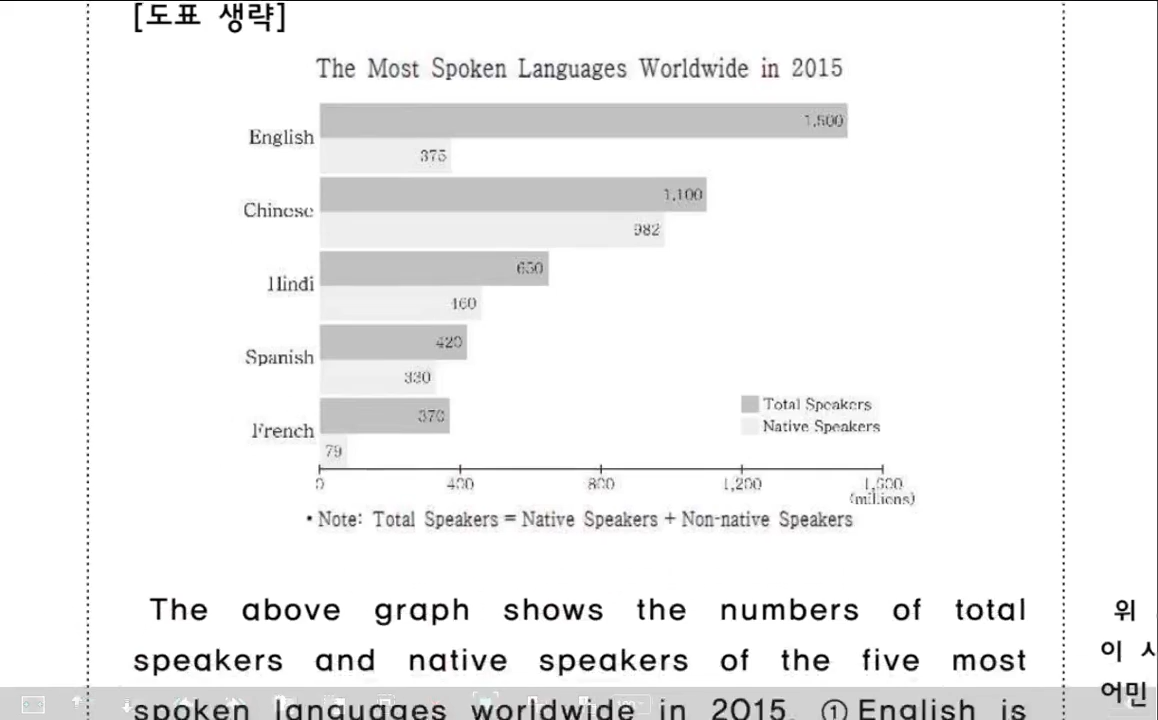 [도표 생략]
The Most Spoken Languages Worldwide in 2015
English
1,500
375
Chinese
1,100
982
Hindi
650
460
Spanish
420
330
French
370
79
Total Speakers
Native Speakers
0 400 800 1,200 1,600
(millions)
• Note: Total Speakers = Native Speakers + Non-native Speakers
The above graph shows the numbers of total
speakers and native speakers of the five most
spoken languages worldwide in 2015. ① English is
위
이
어민